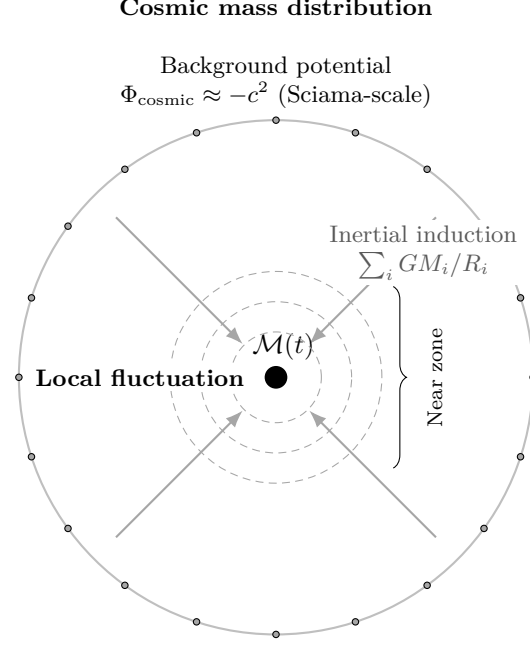 Cosmic mass distribution
Background potential
Φ_cosmic ≈ −c² (Sciama-scale)
Inertial induction
∑_i GM_i/R_i
ℳ(t)
Local fluctuation
Near zone